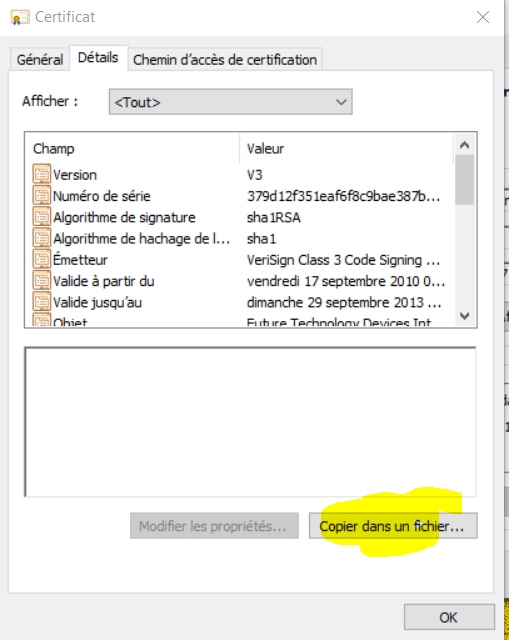 Certificat
Général Détails Chemin d'accès de certification
Afficher : <Tout>
Champ Valeur
Version V3
Numéro de série 379d12f351eaf6f8c9bae387b...
Algorithme de signature sha1RSA
Algorithme de hachage de l... sha1
Émetteur VeriSign Class 3 Code Signing ...
Valide à partir du vendredi 17 septembre 2010 0...
Valide jusqu'au dimanche 29 septembre 2013 ...
Objet Future Technology Devices Int
Modifier les propriétés... Copier dans un fichier...
OK